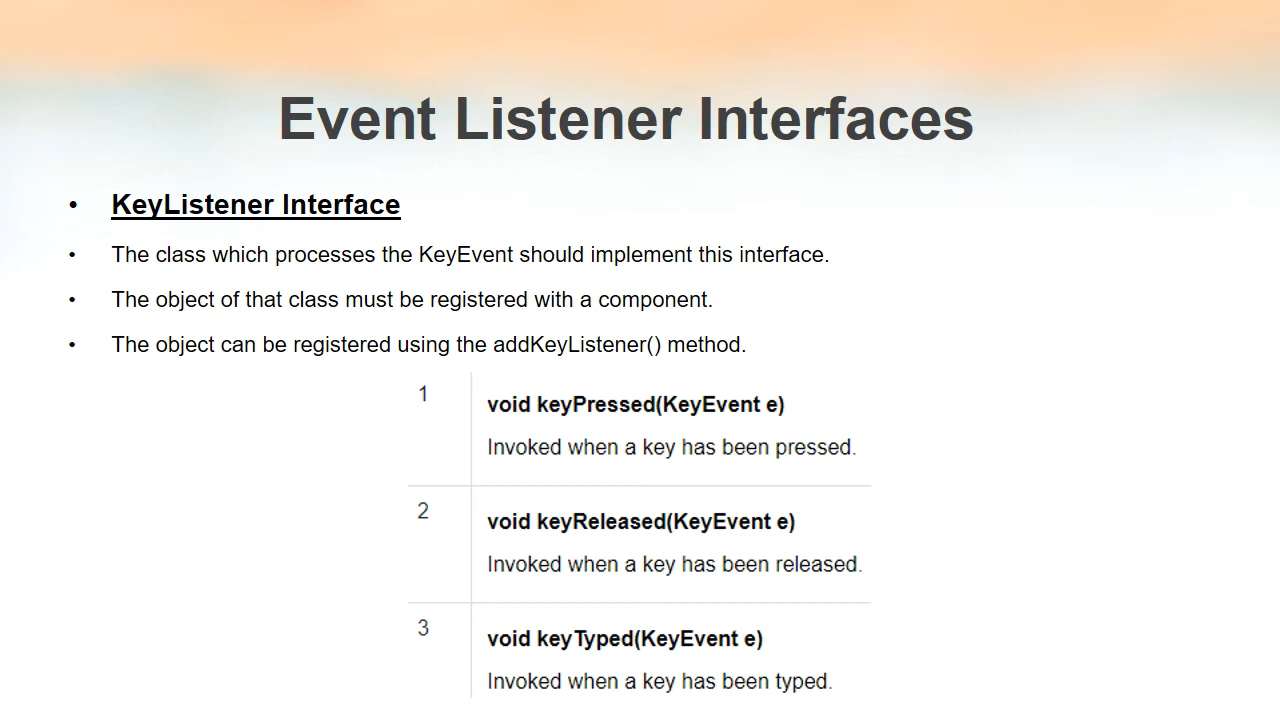 Event Listener Interfaces
• KeyListener Interface
• The class which processes the KeyEvent should implement this interface.
• The object of that class must be registered with a component.
• The object can be registered using the addKeyListener() method.
1 void keyPressed(KeyEvent e)
Invoked when a key has been pressed.
2 void keyReleased(KeyEvent e)
Invoked when a key has been released.
3 void keyTyped(KeyEvent e)
Invoked when a key has been typed.